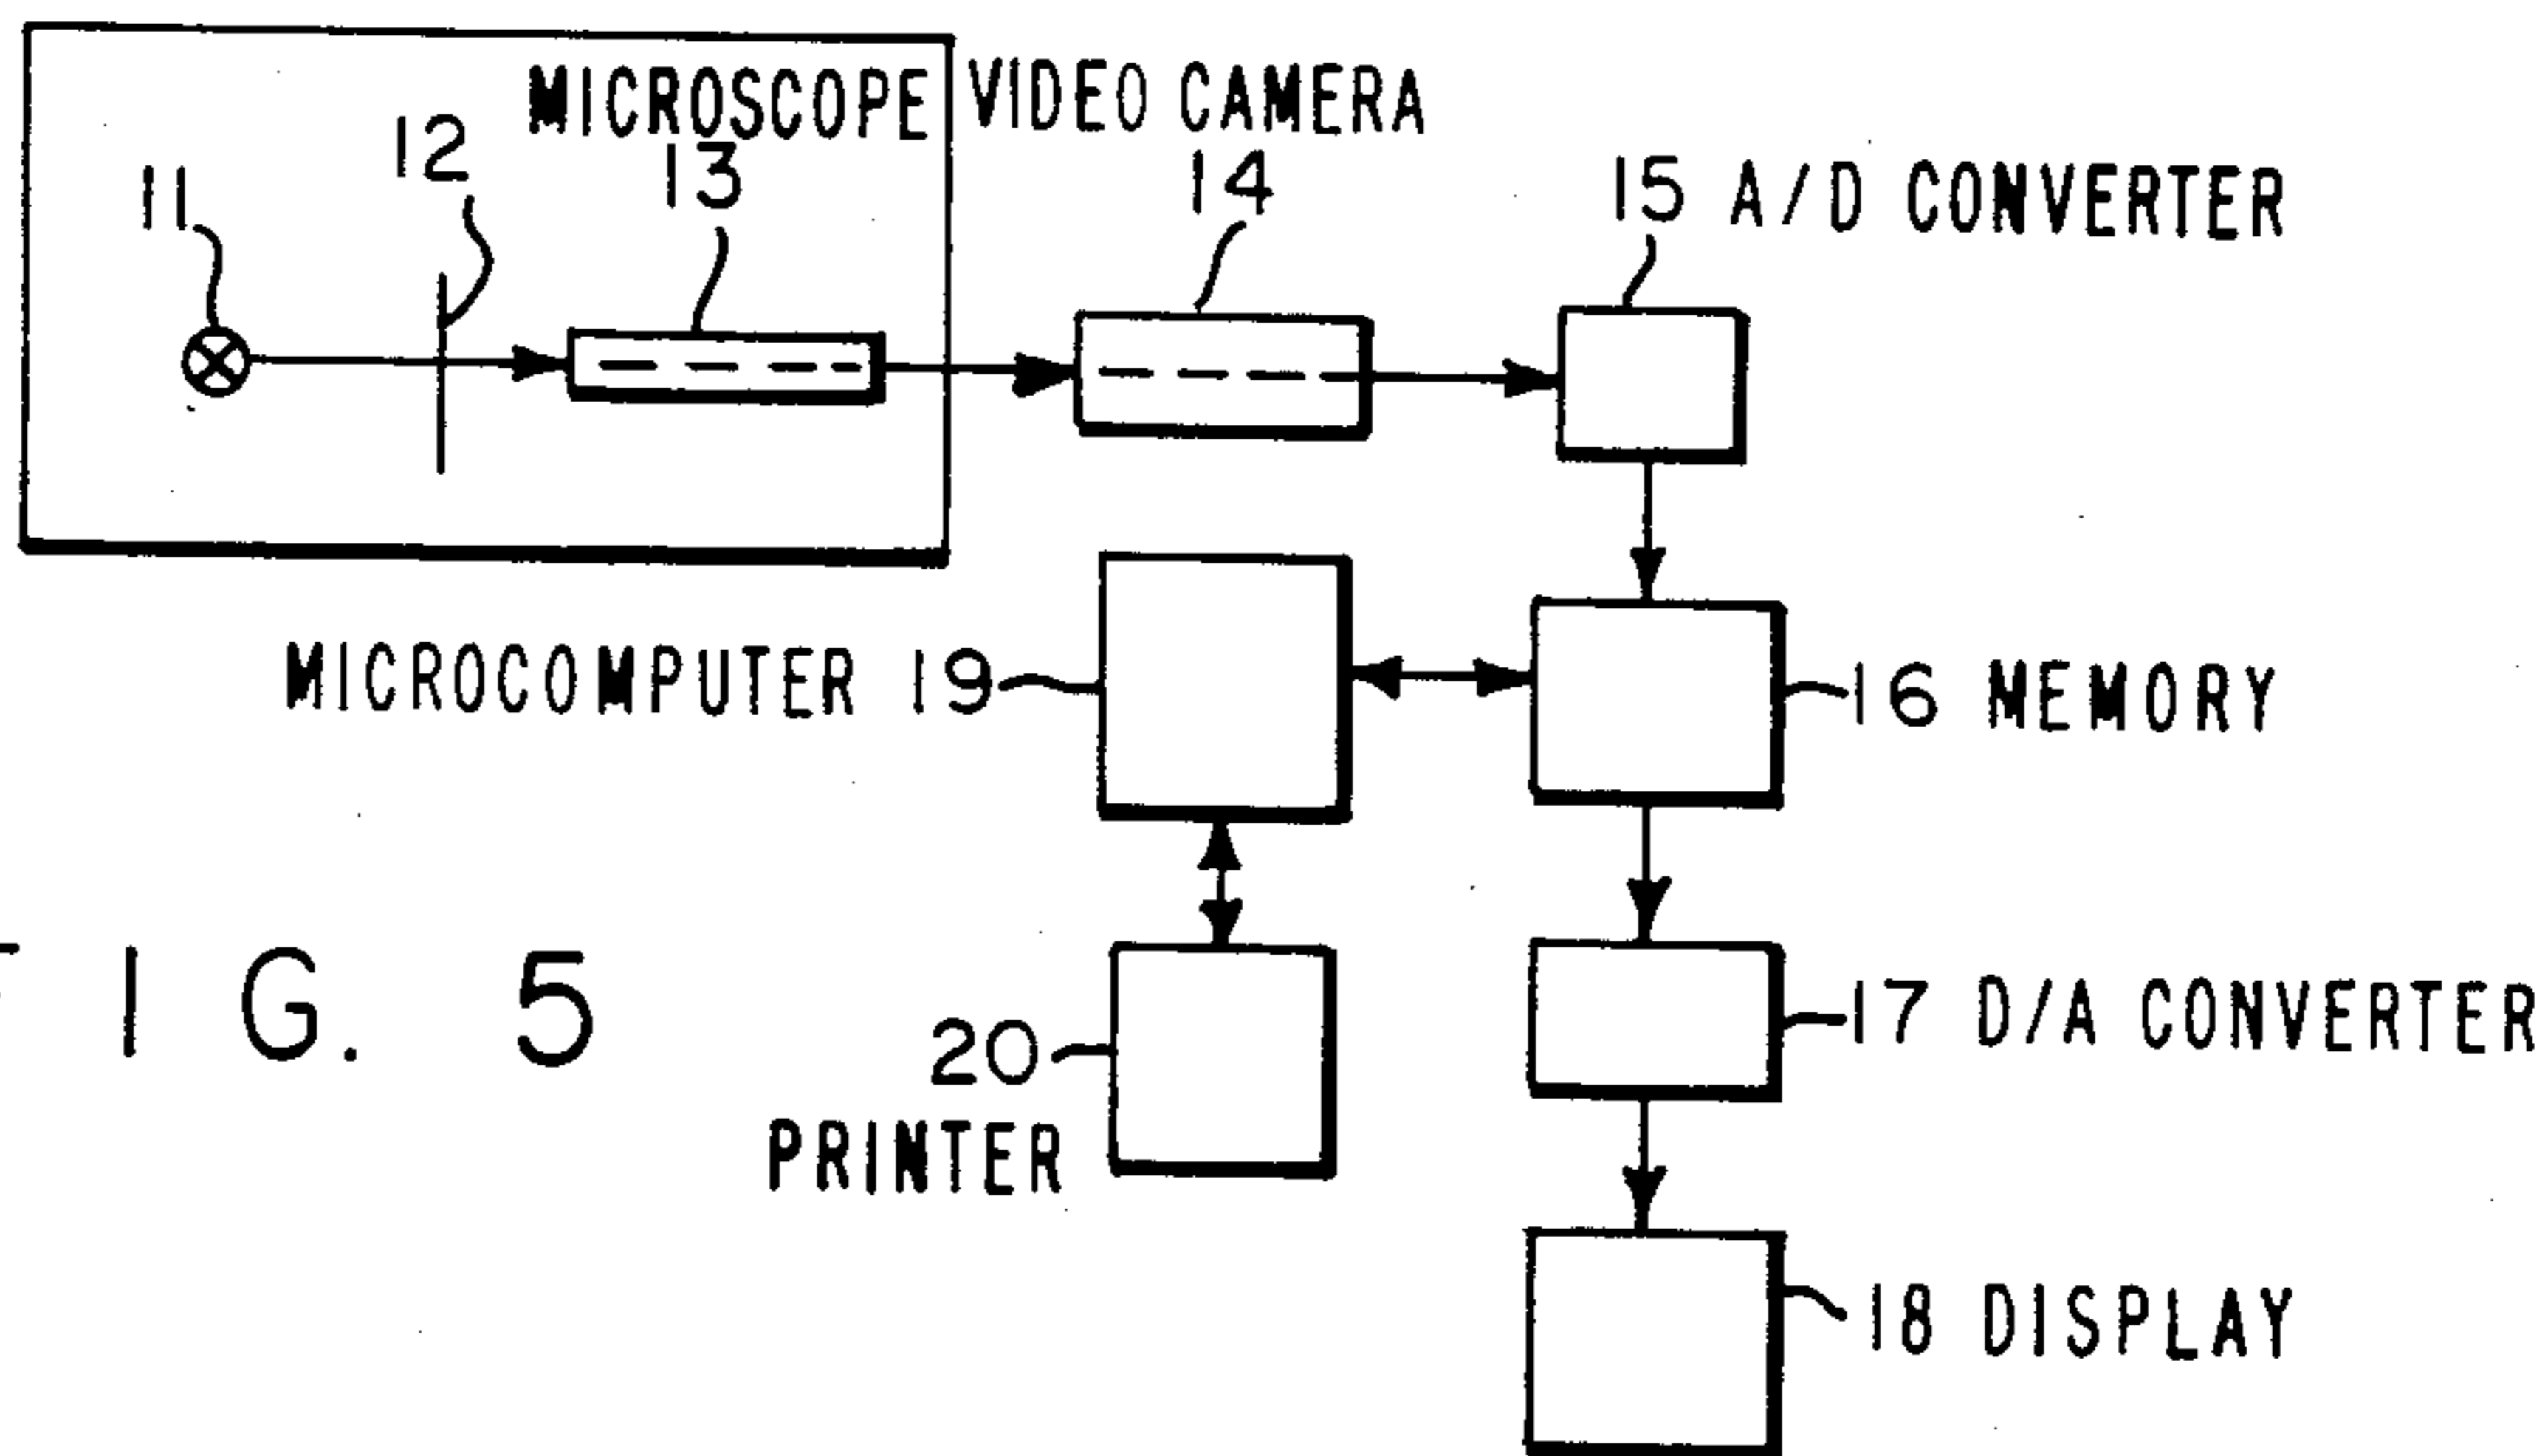 MICROSCOPE VIDEO CAMERA
11 12 13 14 15 A/D CONVERTER
MICROCOMPUTER 19 16 MEMORY
FIG. 5
20 17 D/A CONVERTER
PRINTER
18 DISPLAY